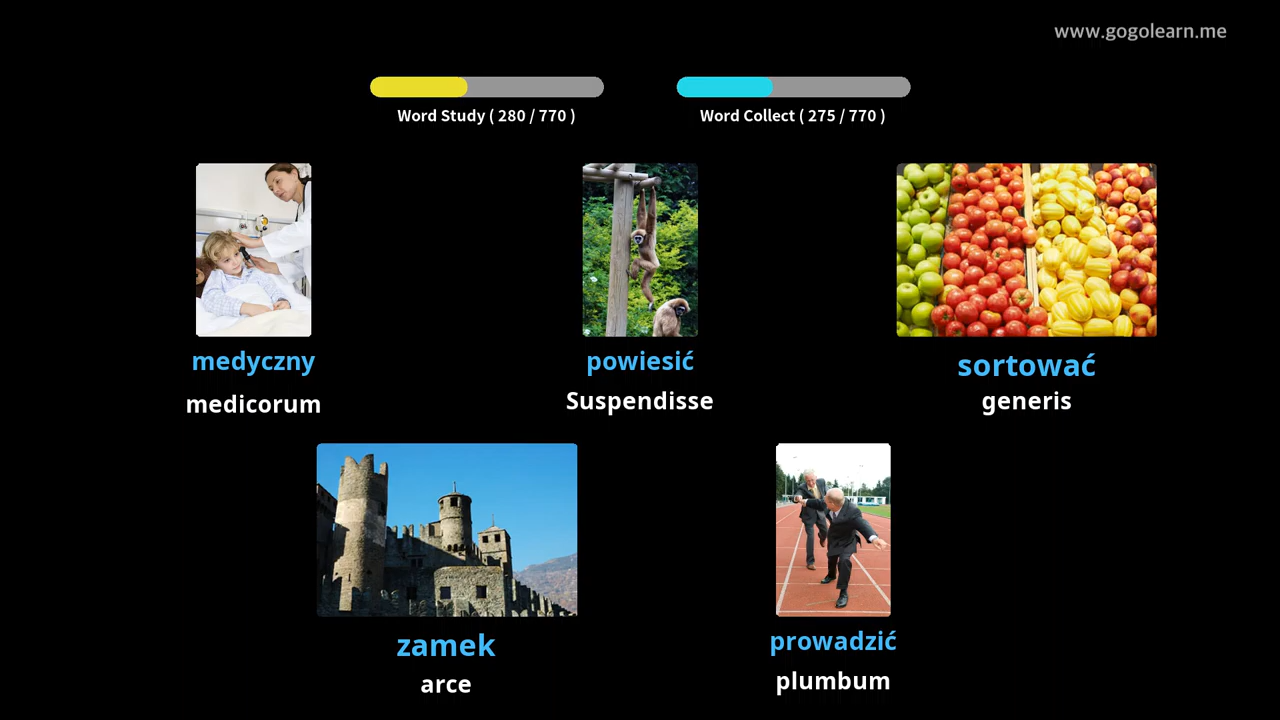 www.gogolearn.me
Word Study ( 280 / 770 )
Word Collect ( 275 / 770 )
medyczny
medicorum
powiesić
Suspendisse
sortować
generis
zamek
arce
prowadzić
plumbum